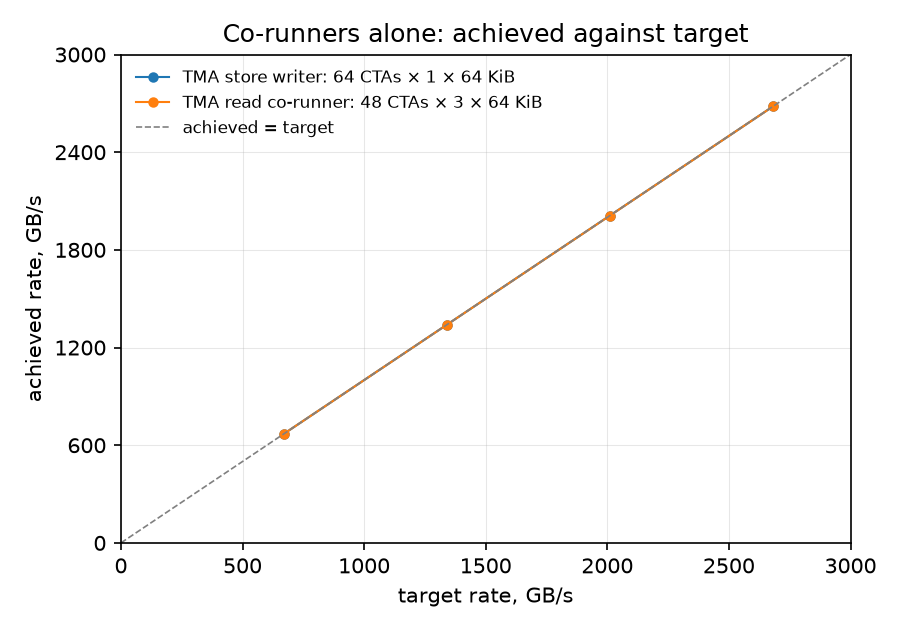 Co-runners alone: achieved against target
3000
2400
1800
1200
600
0
achieved rate, GB/s
TMA store writer: 64 CTAs × 1 × 64 KiB
TMA read co-runner: 48 CTAs × 3 × 64 KiB
achieved = target
0 500 1000 1500 2000 2500 3000
target rate, GB/s